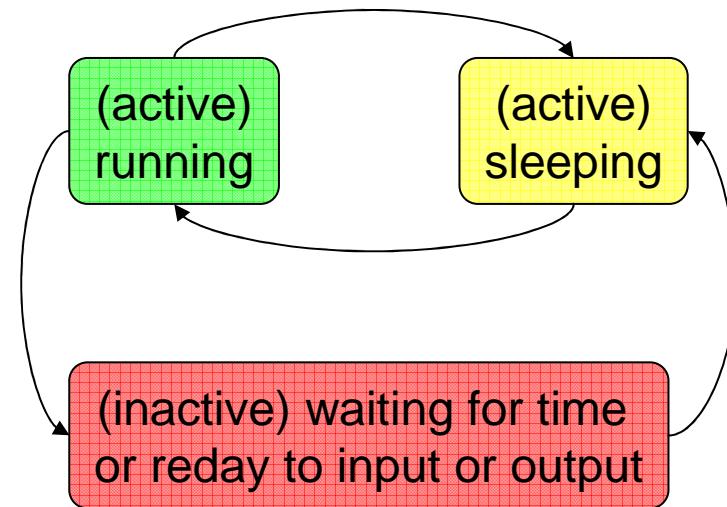 (active)
running
(active)
sleeping
(inactive) waiting for time
or reday to input or output